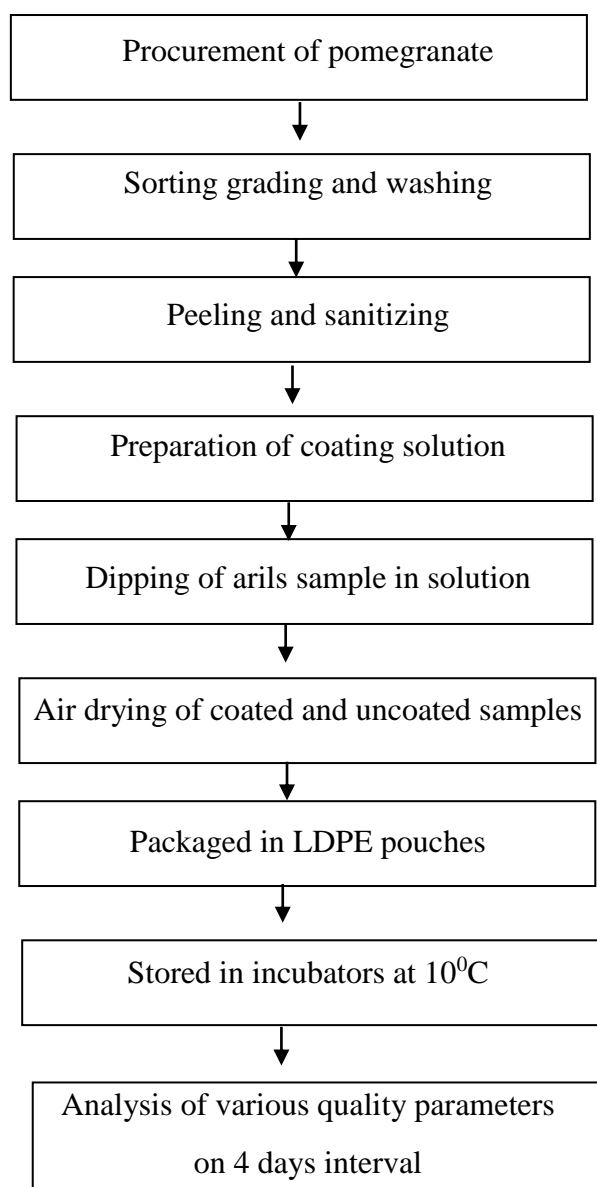 Procurement of pomegranate
Sorting grading and washing
Peeling and sanitizing
Preparation of coating solution
Dipping of arils sample in solution
Air drying of coated and uncoated samples
Packaged in LDPE pouches
Stored in incubators at 10⁰C
Analysis of various quality parameters
on 4 days interval